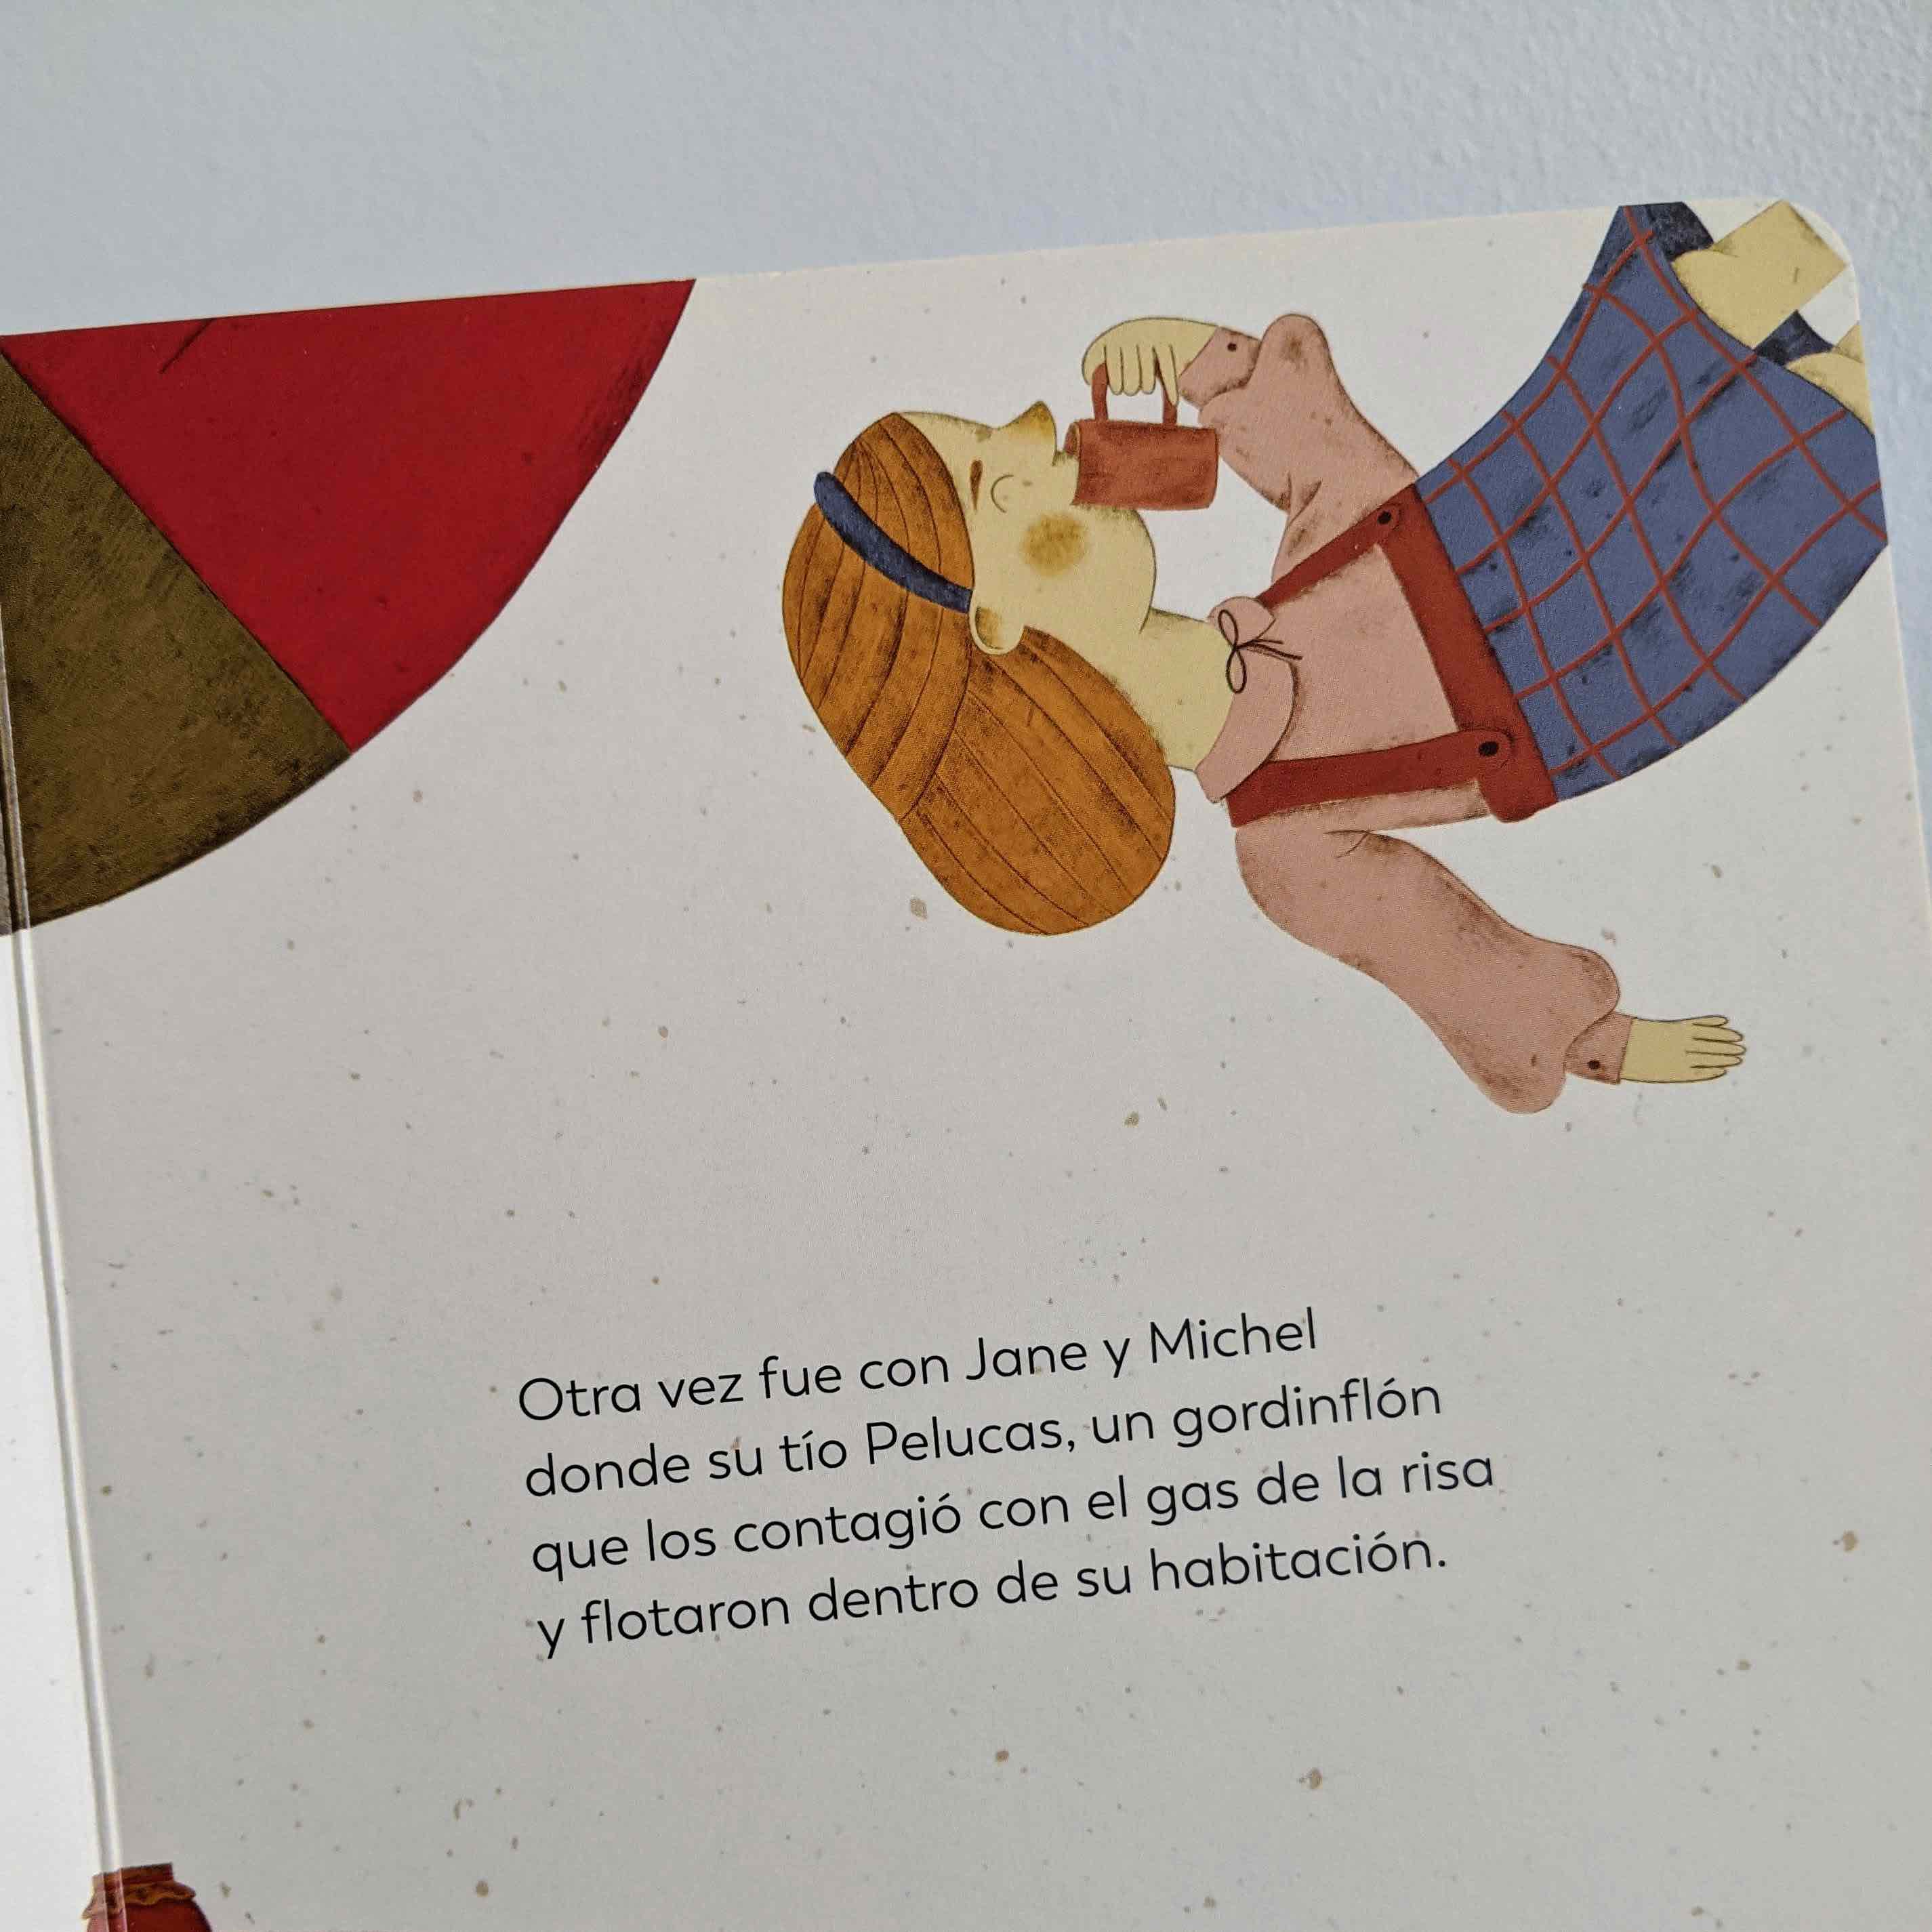 Otra vez fue con Jane y Michel
donde su tío Pelucas, un gordinflón
que los contagió con el gas de la risa
y flotaron dentro de su habitación.